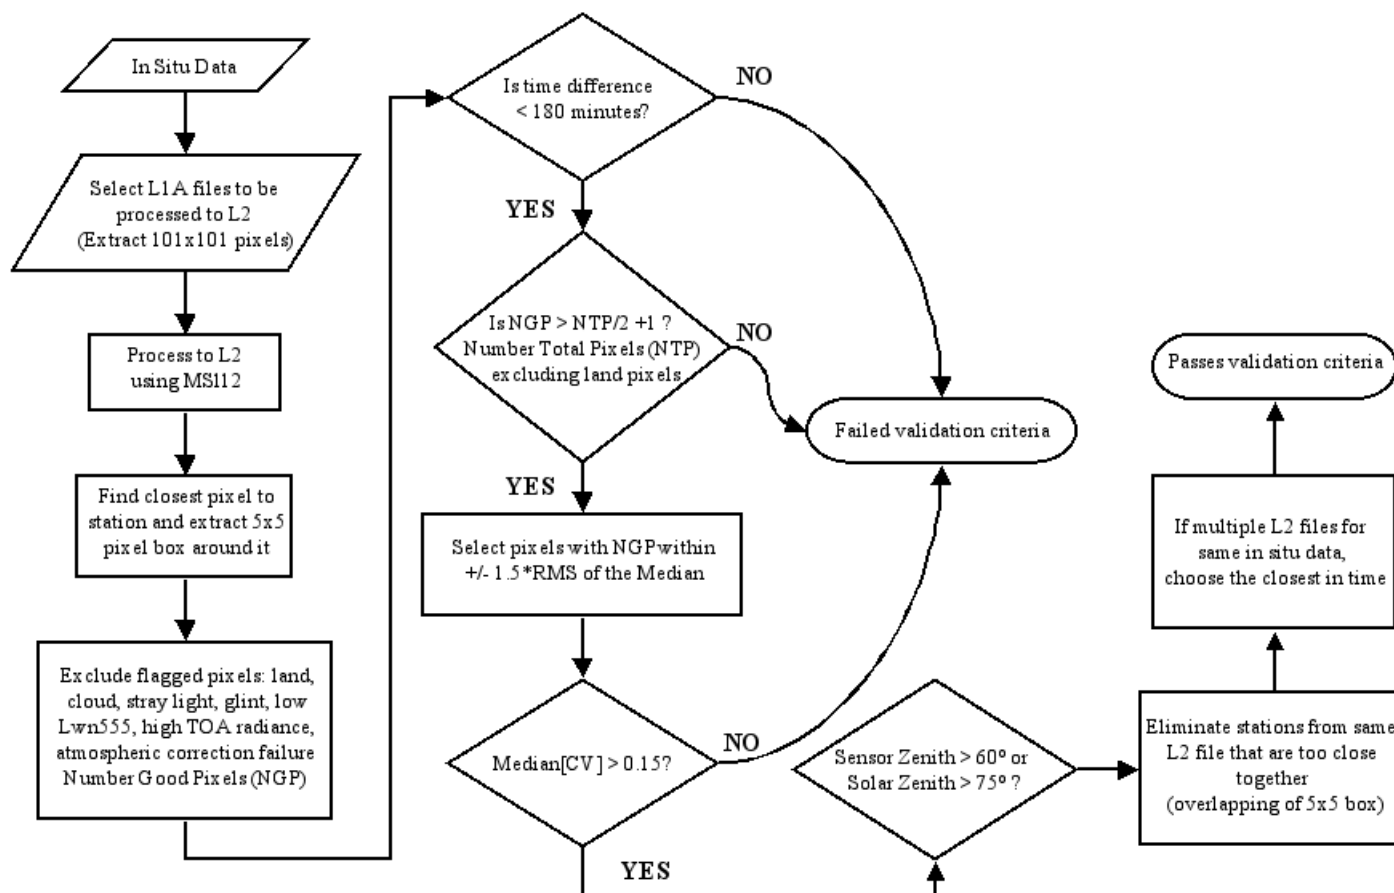 In Situ Data
Select L1A files to be
processed to L2
(Extract 101x101 pixels)
Process to L2
using MSl12
Find closest pixel to
station and extract 5x5
pixel box around it
Exclude flagged pixels: land,
cloud, stray light, glint, low
Lwn555, high TOA radiance,
atmospheric correction failure
Number Good Pixels (NGP)
Is time difference
< 180 minutes?
NO
YES
Is NGP > NTP/2 +1 ?
Number Total Pixels (NTP)
excluding land pixels
NO
YES
Select pixels with NGP within
+/- 1.5*RMS of the Median
Median[CV] > 0.15?
NO
YES
Failed validation criteria
Sensor Zenith > 60º or
Solar Zenith > 75º ?
Eliminate stations from same
L2 file that are too close
together
(overlapping of 5x5 box)
If multiple L2 files for
same in situ data,
choose the closest in time
Passes validation criteria